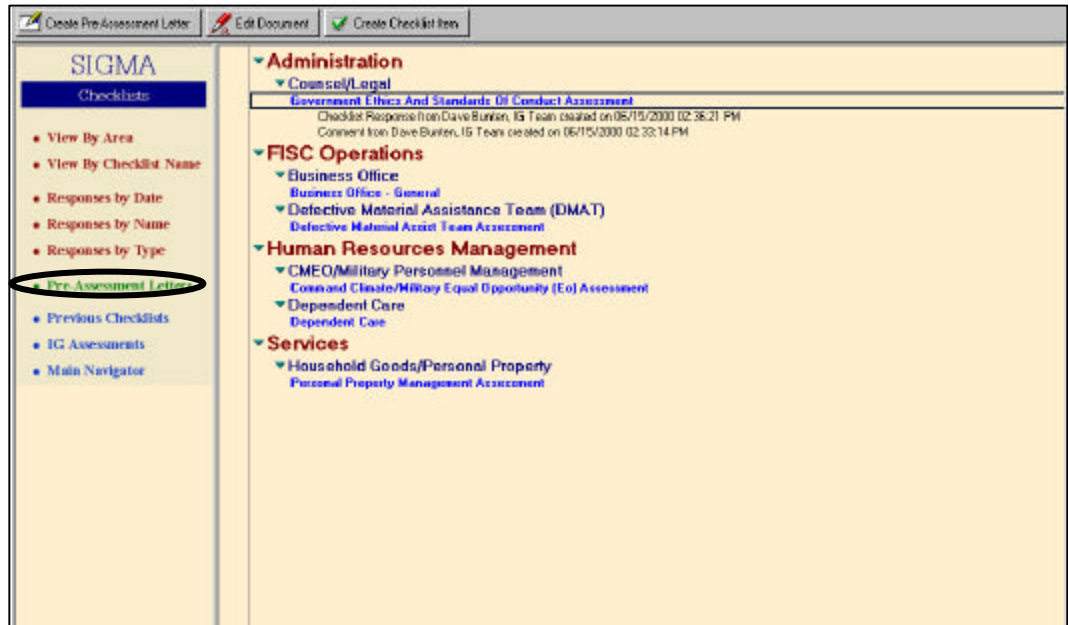 Create Pre-Assessment Letter
Edit Document
Create Checklist Item
SIGMA
Checklists
View By Area
View By Checklist Name
Responses by Date
Responses by Name
Responses by Type
Pre-Assessment Letters
Previous Checklists
IG Assessments
Main Navigator
Administration
Counsel/Legal
Government Ethics And Standards Of Conduct Assessment
Checklist Response from Dave Bunten, IG Team created on 06/15/2000 02:36:21 PM
Comment from Dave Bunten, IG Team created on 06/15/2000 02:33:14 PM
FISC Operations
Business Office
Business Office - General
Defective Material Assistance Team (DMAT)
Defective Material Assist Team Assessment
Human Resources Management
CMEO/Military Personnel Management
Command Climate/Military Equal Opportunity (Eo) Assessment
Dependent Care
Dependent Care
Services
Household Goods/Personal Property
Personal Property Management Assessment